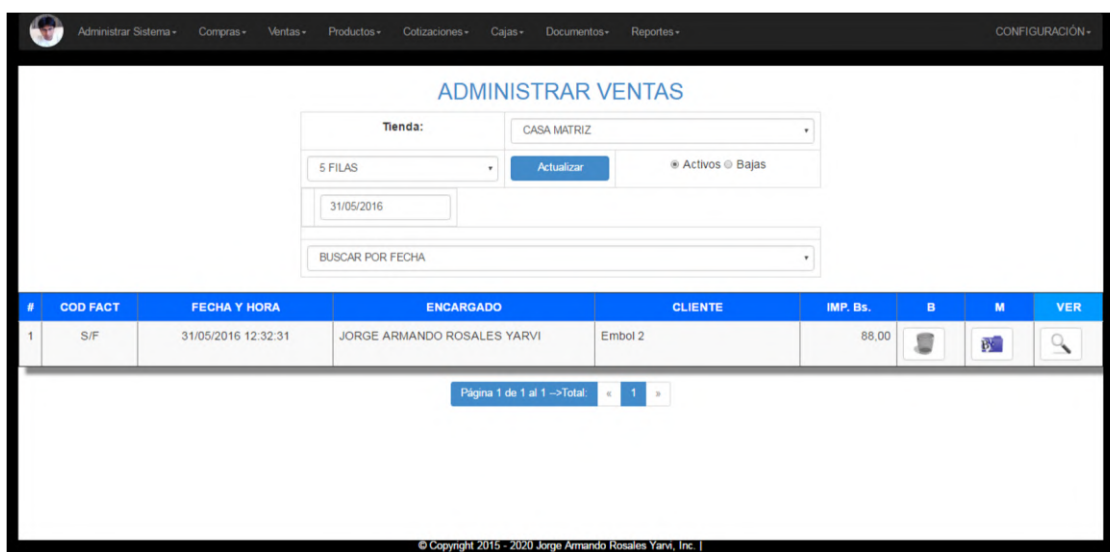 Administrar Sistema Compras Ventas Productos Cotizaciones Cajas Documentos Reportes CONFIGURACIÓN
ADMINISTRAR VENTAS
Tienda: CASA MATRIZ
5 FILAS Actualizar Activos Bajas
31/05/2016
BUSCAR POR FECHA
# COD FACT FECHA Y HORA ENCARGADO CLIENTE IMP. Bs. B M VER
1 S/F 31/05/2016 12:32:31 JORGE ARMANDO ROSALES YARVI Embol 2 88,00
Página 1 de 1 al 1 -->Total: « 1 »
© Copyright 2015 - 2020 Jorge Armando Rosales Yarvi, Inc. |